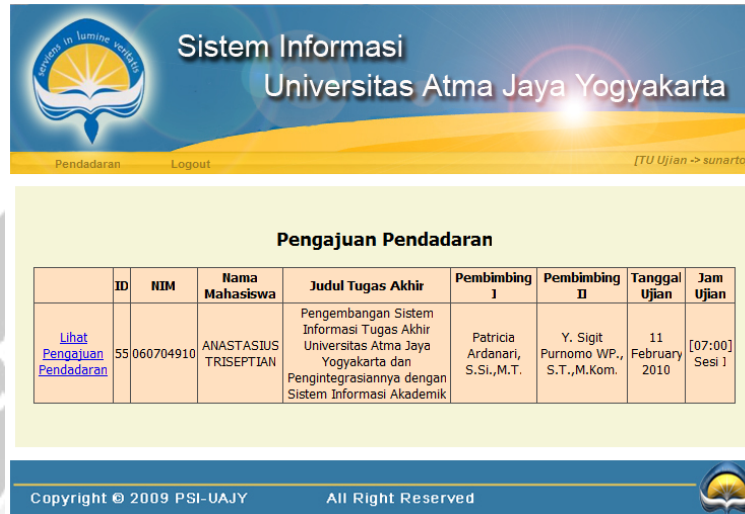 serviens in lumine veritatis
Sistem Informasi
Universitas Atma Jaya Yogyakarta
Pendadaran Logout [TU Ujian -> sunarto
Pengajuan Pendadaran
ID NIM Nama Mahasiswa Judul Tugas Akhir Pembimbing I Pembimbing II Tanggal Ujian Jam Ujian
Lihat Pengajuan Pendadaran 55 060704910 ANASTASIUS TRISEPTIAN Pengembangan Sistem Informasi Tugas Akhir Universitas Atma Jaya Yogyakarta dan Pengintegrasiannya dengan Sistem Informasi Akademik Patricia Ardanari, S.Si.,M.T. Y. Sigit Purnomo WP., S.T.,M.Kom. 11 February 2010 [07:00] Sesi I
Copyright © 2009 PSI-UAJY All Right Reserved